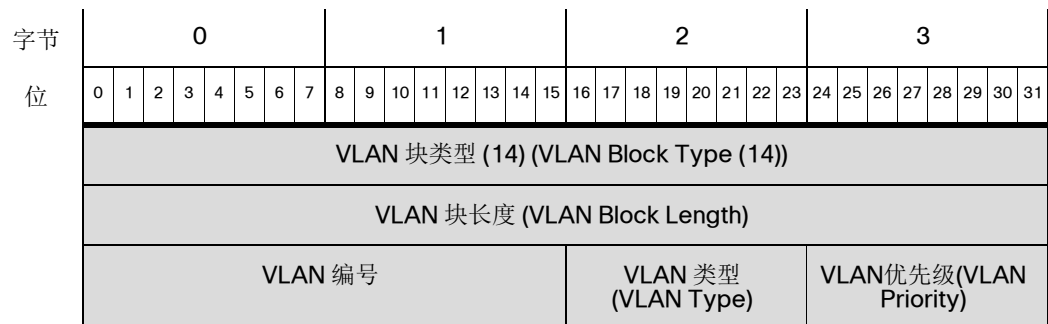 字节 0 1 2 3
位 0 1 2 3 4 5 6 7 8 9 10 11 12 13 14 15 16 17 18 19 20 21 22 23 24 25 26 27 28 29 30 31
VLAN 块类型 (14) (VLAN Block Type (14))
VLAN 块长度 (VLAN Block Length)
VLAN 编号
VLAN 类型
(VLAN Type)
VLAN优先级(VLAN
Priority)